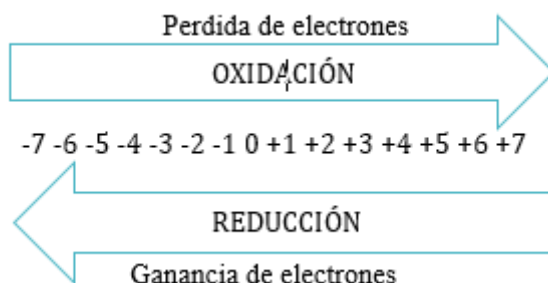 Perdida de electrones
OXIDACIÓN
-7 -6 -5 -4 -3 -2 -1 0 +1 +2 +3 +4 +5 +6 +7
REDUCCIÓN
Ganancia de electrones